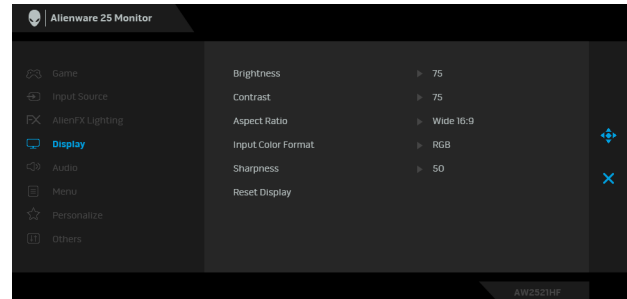 Alienware 25 Monitor
Game
Input Source
AlienFX Lighting
Display
Audio
Menu
Personalize
Others
Brightness 75
Contrast 75
Aspect Ratio Wide 16:9
Input Color Format RGB
Sharpness 50
Reset Display
AW2521HF